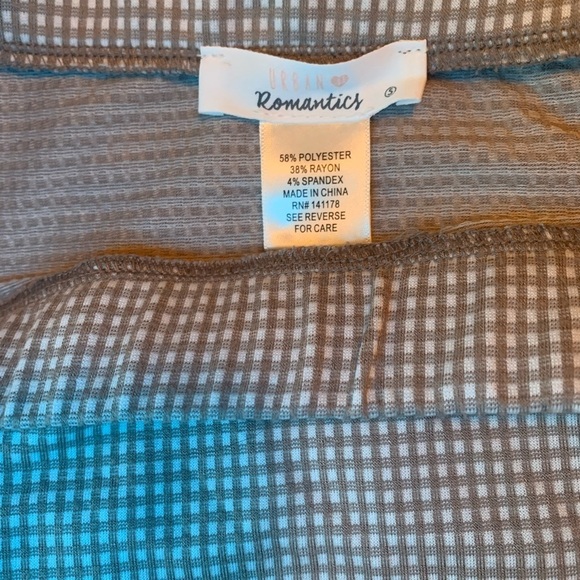 URBAN
Romantics
S
58% POLYESTER
38% RAYON
4% SPANDEX
MADE IN CHINA
RN# 141178
SEE REVERSE
FOR CARE